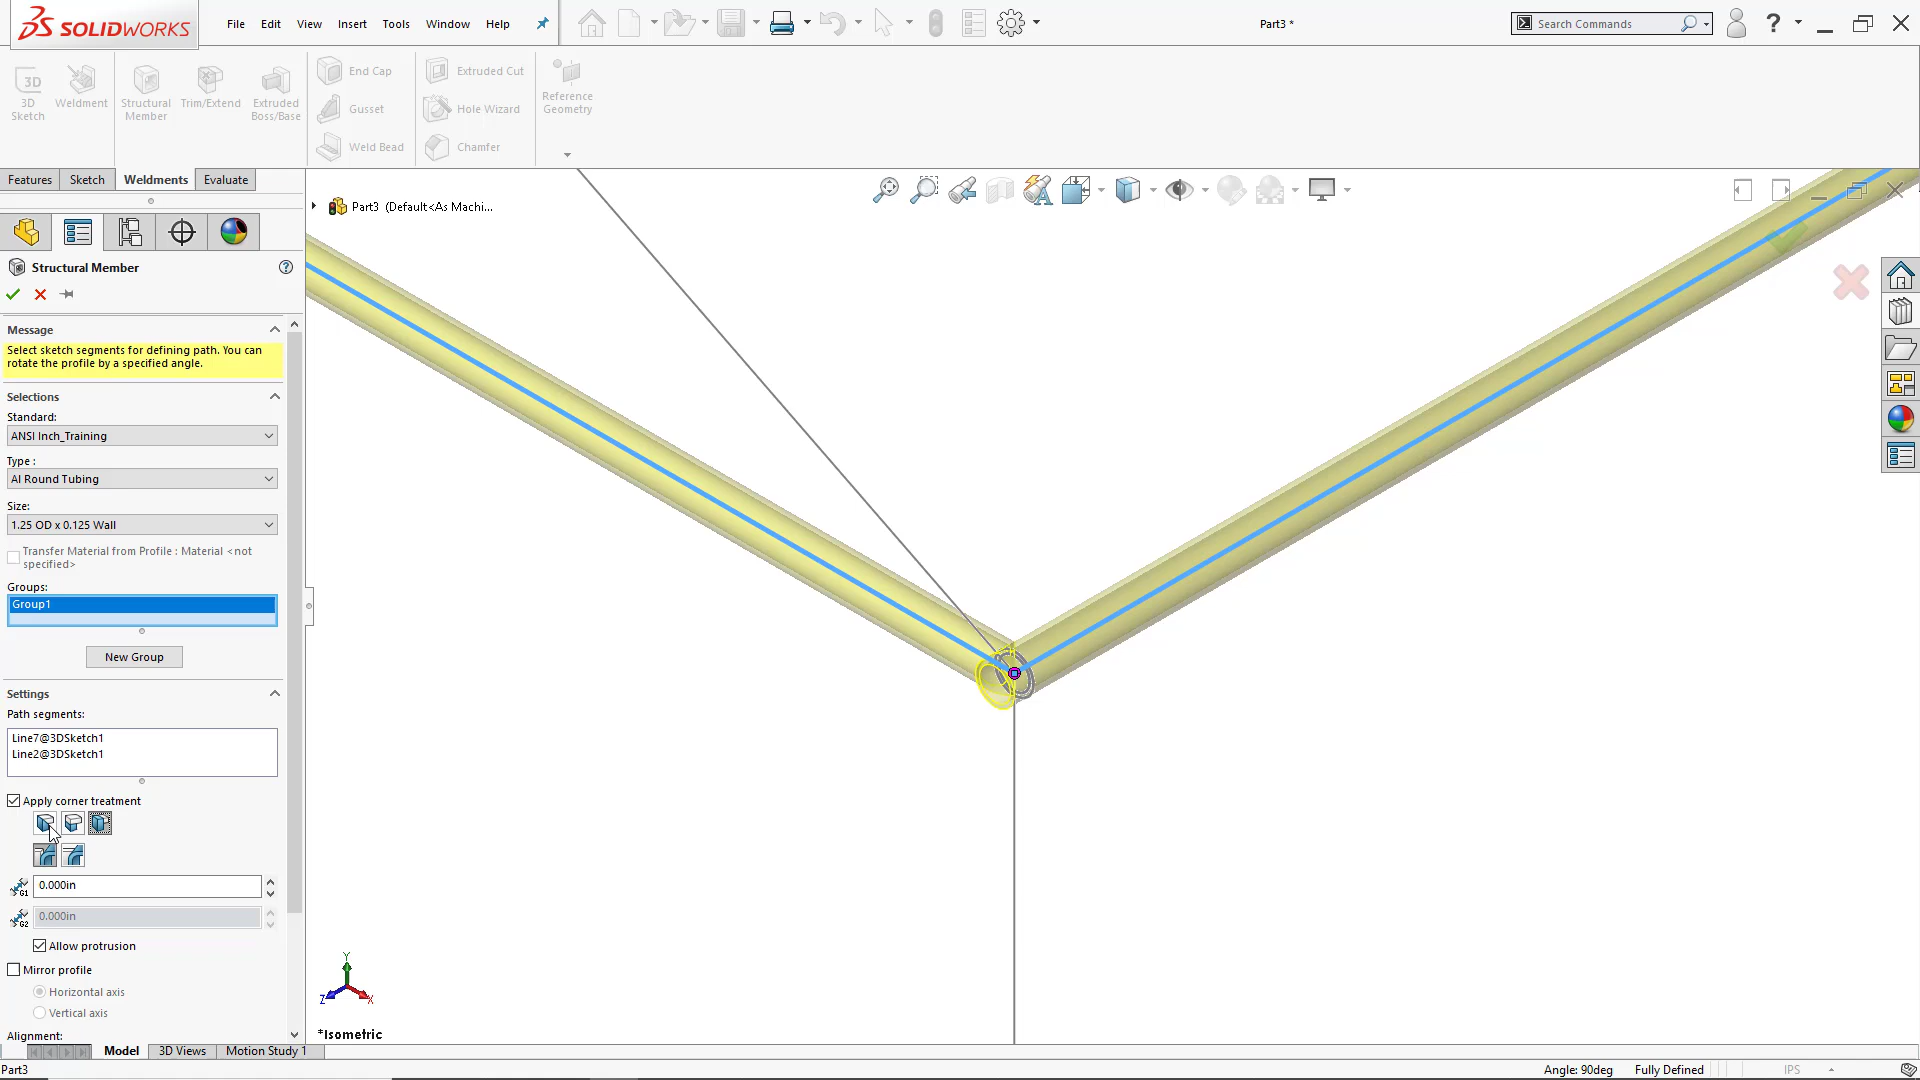 SOLIDWORKS
File Edit View Insert Tools Window Help
Part3 *
Search Commands
3D Sketch
Weldment
Structural Member
Trim/Extend
Extruded Boss/Base
End Cap
Gusset
Weld Bead
Extruded Cut
Hole Wizard
Chamfer
Reference Geometry
Features Sketch Weldments Evaluate
Part3 (Default<As Machi...
Structural Member
Message
Select sketch segments for defining path. You can
rotate the profile by a specified angle.
Selections
Standard:
ANSI Inch_Training
Type :
Al Round Tubing
Size:
1.25 OD x 0.125 Wall
Transfer Material from Profile : Material <not
specified>
Groups:
Group1
New Group
Settings
Path segments:
Line7@3DSketch1
Line2@3DSketch1
Apply corner treatment
G1
0.000in
G2
0.000in
Allow protrusion
Mirror profile
Horizontal axis
Vertical axis
Alignment:
Y
Z
X
*Isometric
Model 3D Views Motion Study 1
Part3
Angle: 90deg Fully Defined IPS